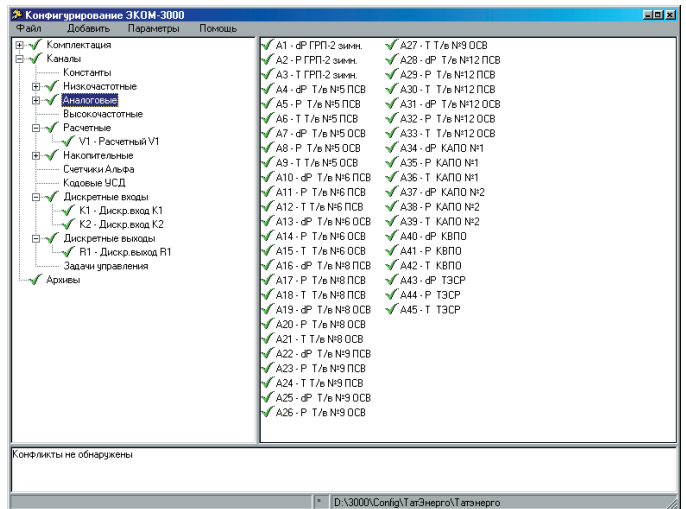 Конфигурирование ЭКОМ-3000
Файл Добавить Параметры Помощь
Комплектация
Каналы
Константы
Низкочастотные
Аналоговые
Высокочастотные
Расчетные
V1 - Расчетный V1
Накопительные
Счетчики Альфа
Кодовые УСД
Дискретные входы
K1 - Дискр.вход K1
K2 - Дискр.вход K2
Дискретные выходы
R1 - Дискр.выход R1
Задачи управления
Архивы
A1 - dP ГРП-2 зимн.
A2 - P ГРП-2 зимн.
A3 - T ГРП-2 зимн.
A4 - dP Т/в №5 ПСВ
A5 - P Т/в №5 ПСВ
A6 - T Т/в №5 ПСВ
A7 - dP Т/в №5 ОСВ
A8 - P Т/в №5 ОСВ
A9 - T Т/в №5 ОСВ
A10 - dP Т/в №6 ПСВ
A11 - P Т/в №6 ПСВ
A12 - T Т/в №6 ПСВ
A13 - dP Т/в №6 ОСВ
A14 - P Т/в №6 ОСВ
A15 - T Т/в №6 ОСВ
A16 - dP Т/в №8 ПСВ
A17 - P Т/в №8 ПСВ
A18 - T Т/в №8 ПСВ
A19 - dP Т/в №8 ОСВ
A20 - P Т/в №8 ОСВ
A21 - T Т/в №8 ОСВ
A22 - dP Т/в №9 ПСВ
A23 - P Т/в №9 ПСВ
A24 - T Т/в №9 ПСВ
A25 - dP Т/в №9 ОСВ
A26 - P Т/в №9 ОСВ
A27 - T Т/в №9 ОСВ
A28 - dP Т/в №12 ПСВ
A29 - P Т/в №12 ПСВ
A30 - T Т/в №12 ПСВ
A31 - dP Т/в №12 ОСВ
A32 - P Т/в №12 ОСВ
A33 - T Т/в №12 ОСВ
A34 - dP КАПО №1
A35 - P КАПО №1
A36 - T КАПО №1
A37 - dP КАПО №2
A38 - P КАПО №2
A39 - T КАПО №2
A40 - dP КВПО
A41 - P КВПО
A42 - T КВПО
A43 - dP ТЭСР
A44 - P ТЭСР
A45 - T ТЭСР
Конфликты не обнаружены
* D:\3000\Config\ТатЭнерго\Татэнерго